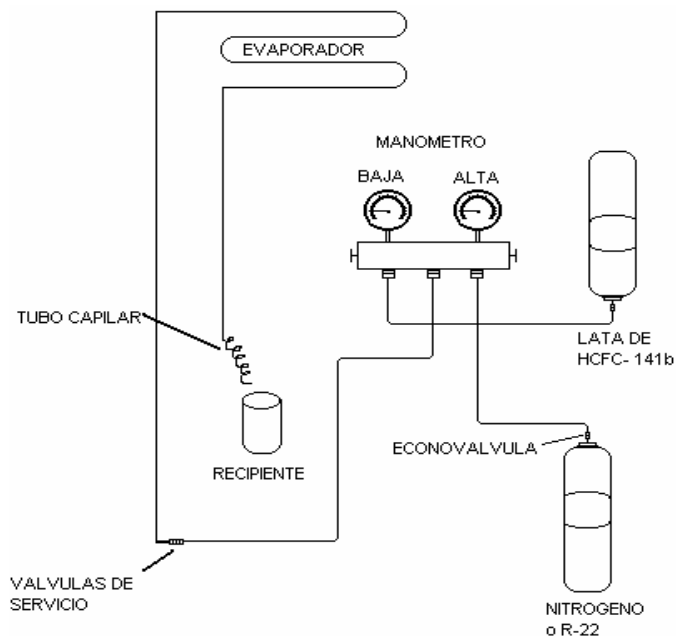 EVAPORADOR
MANOMETRO
BAJA
ALTA
TUBO CAPILAR
LATA DE
HCFC- 141b
ECONOVALVULA
RECIPIENTE
VALVULAS DE
SERVICIO
NITROGENO
o R-22